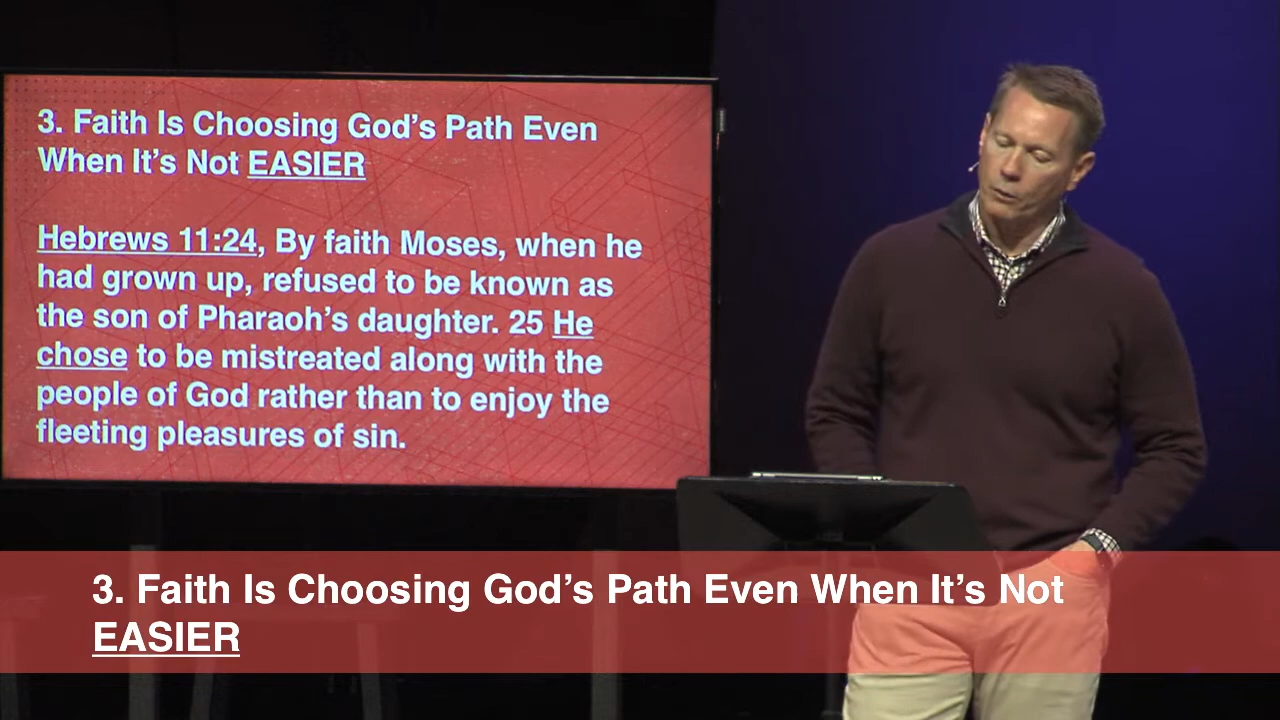 3. Faith Is Choosing God’s Path Even
When It’s Not EASIER
Hebrews 11:24, By faith Moses, when he
had grown up, refused to be known as
the son of Pharaoh’s daughter. 25 He
chose to be mistreated along with the
people of God rather than to enjoy the
fleeting pleasures of sin.
3. Faith Is Choosing God’s Path Even When It’s Not
EASIER